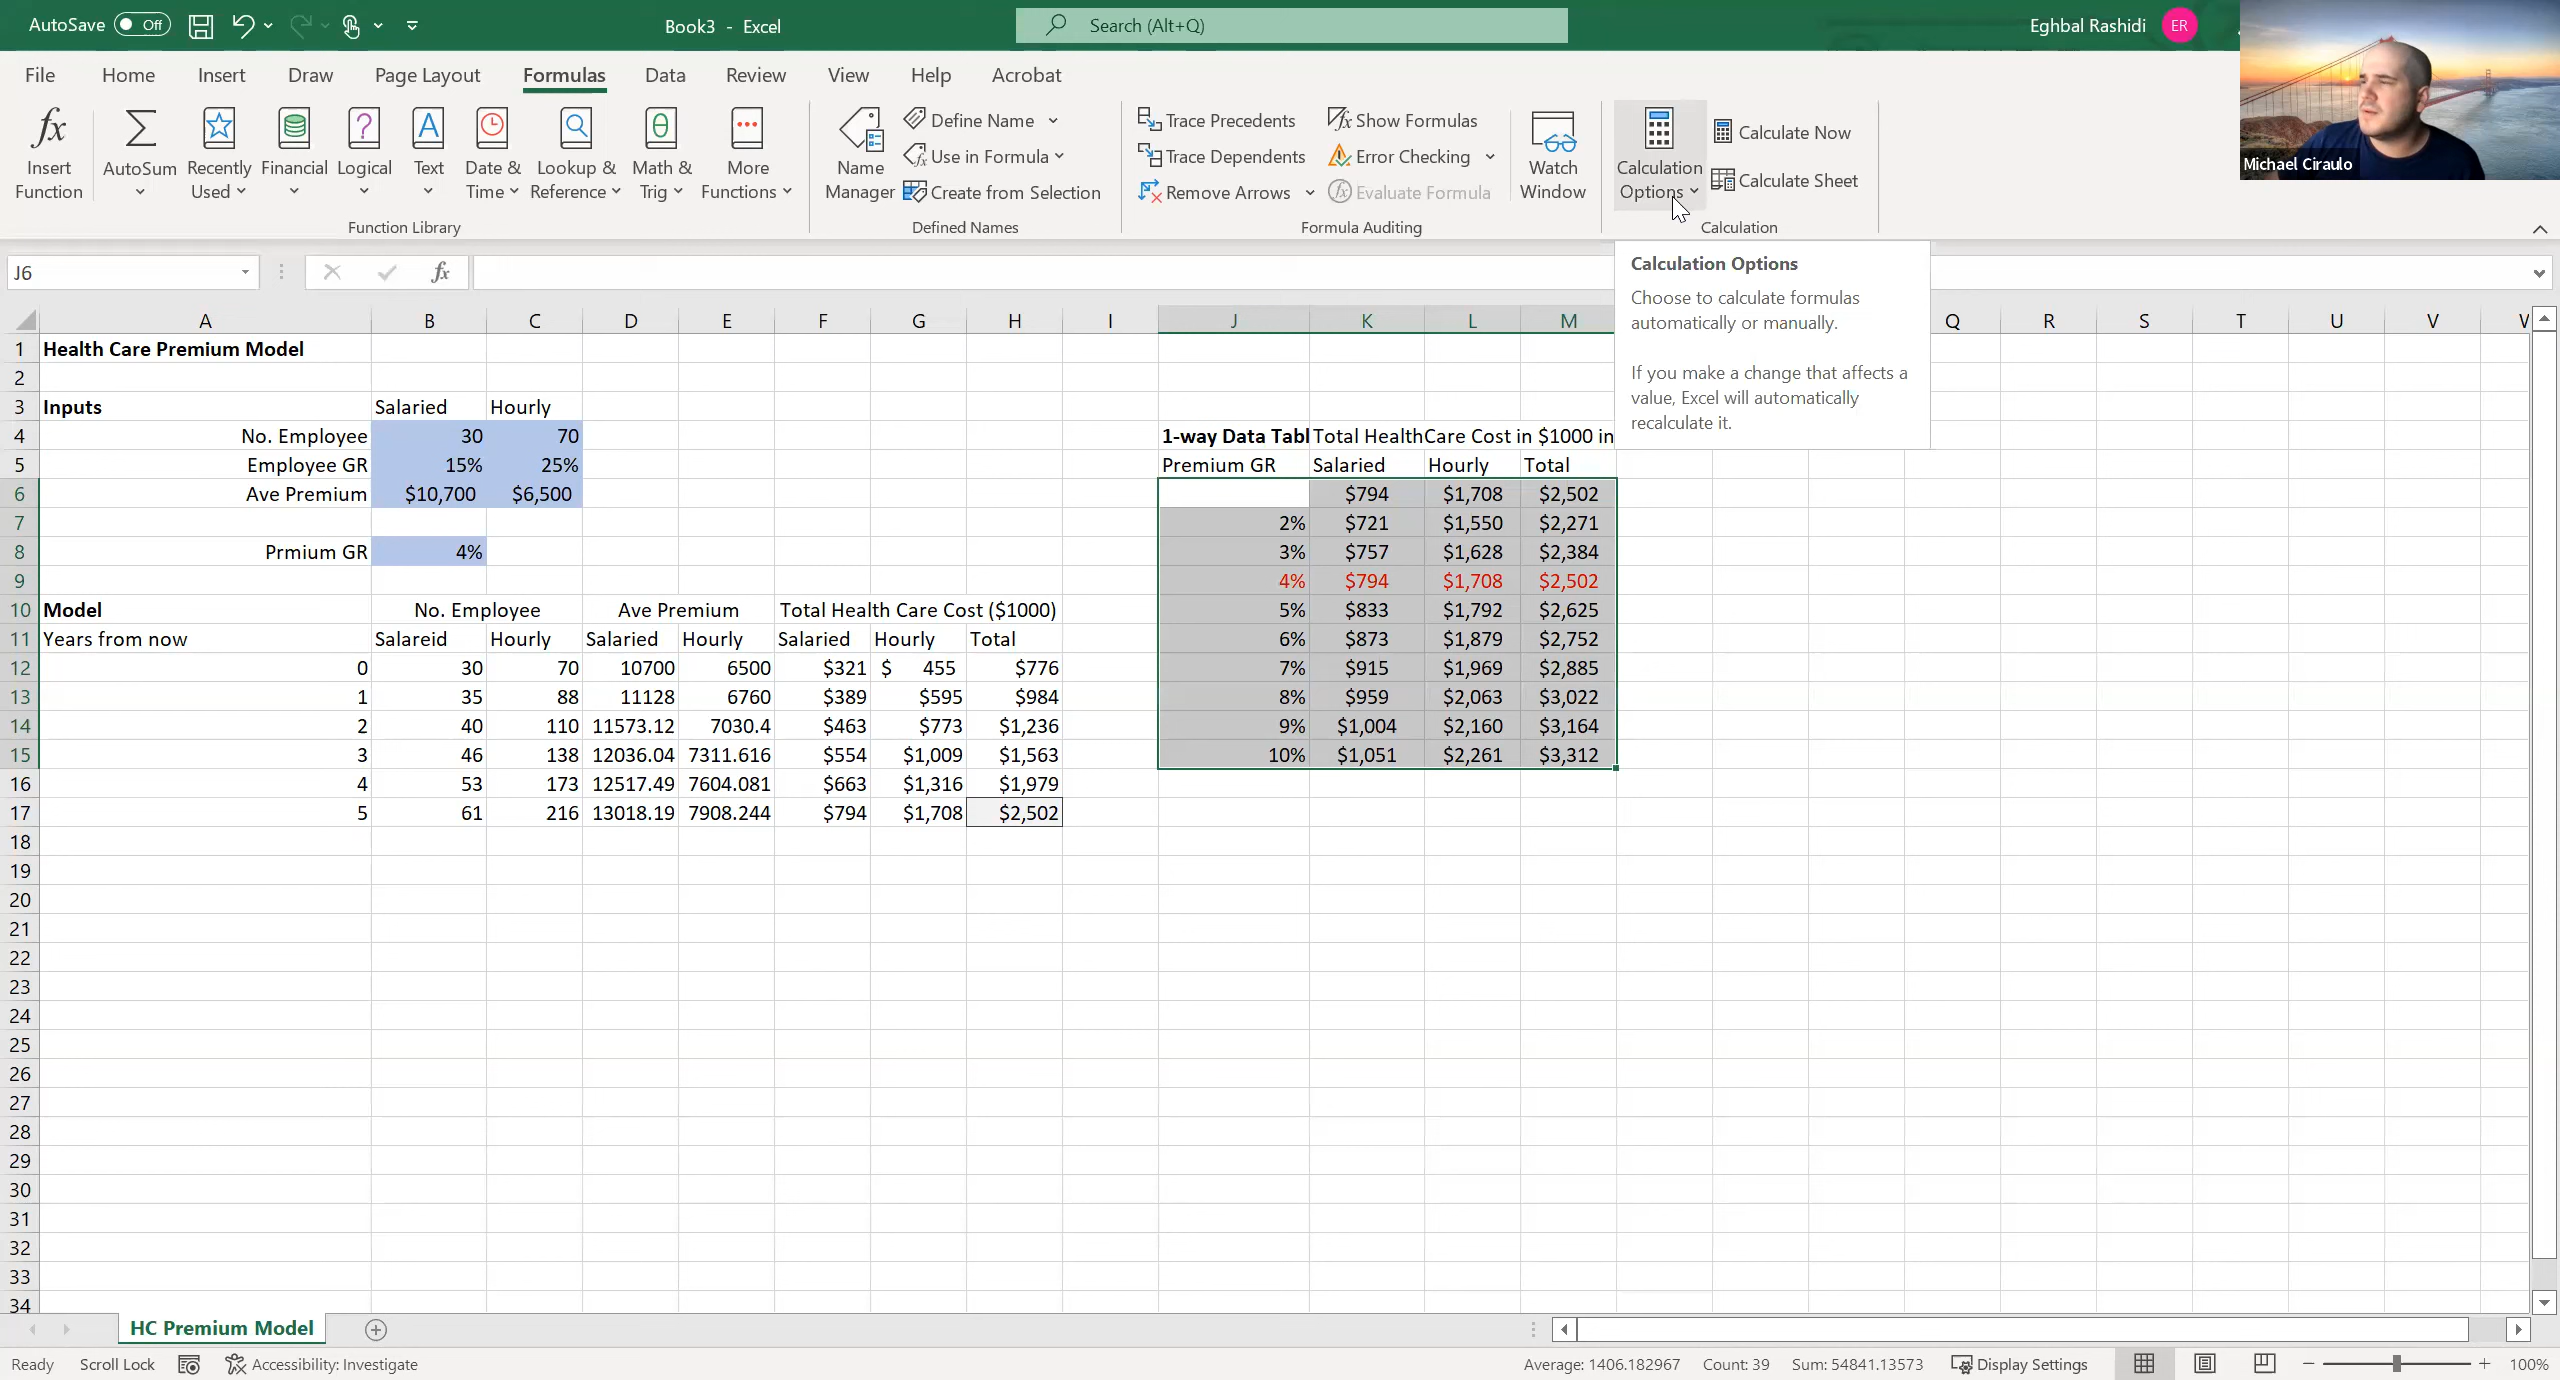 AutoSave Off
Book3 - Excel
Search (Alt+Q)
Eghbal Rashidi ER
Michael Ciraulo
File Home Insert Draw Page Layout Formulas Data Review View Help Acrobat
Insert Function
AutoSum
Recently Used
Financial
Logical
Text
Date & Time
Lookup & Reference
Math & Trig
More Functions
Function Library
Name Manager
Define Name
Use in Formula
Create from Selection
Defined Names
Trace Precedents
Trace Dependents
Remove Arrows
Show Formulas
Error Checking
Evaluate Formula
Formula Auditing
Watch Window
Calculation Options
Calculate Now
Calculate Sheet
Calculation
J6
fx
Calculation Options
Choose to calculate formulas
automatically or manually.
If you make a change that affects a
value, Excel will automatically
recalculate it.
A B C D E F G H I J K L M Q R S T U V
1 Health Care Premium Model
2
3 Inputs Salaried Hourly
4 No. Employee 30 70 1-way Data Tabl Total HealthCare Cost in $1000 in
5 Employee GR 15% 25% Premium GR Salaried Hourly Total
6 Ave Premium $10,700 $6,500 $794 $1,708 $2,502
7 2% $721 $1,550 $2,271
8 Prmium GR 4% 3% $757 $1,628 $2,384
9 4% $794 $1,708 $2,502
10 Model No. Employee Ave Premium Total Health Care Cost ($1000) 5% $833 $1,792 $2,625
11 Years from now Salareid Hourly Salaried Hourly Salaried Hourly Total 6% $873 $1,879 $2,752
12 0 30 70 10700 6500 $321 $ 455 $776 7% $915 $1,969 $2,885
13 1 35 88 11128 6760 $389 $595 $984 8% $959 $2,063 $3,022
14 2 40 110 11573.12 7030.4 $463 $773 $1,236 9% $1,004 $2,160 $3,164
15 3 46 138 12036.04 7311.616 $554 $1,009 $1,563 10% $1,051 $2,261 $3,312
16 4 53 173 12517.49 7604.081 $663 $1,316 $1,979
17 5 61 216 13018.19 7908.244 $794 $1,708 $2,502
18
19
20
21
22
23
24
25
26
27
28
29
30
31
32
33
34
HC Premium Model
Ready Scroll Lock Accessibility: Investigate Average: 1406.182967 Count: 39 Sum: 54841.13573 Display Settings 100%